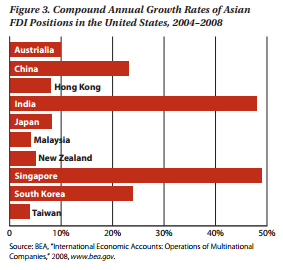 Figure 3. Compound Annual Growth Rates of Asian
FDI Positions in the United States, 2004–2008
Austrialia
China
Hong Kong
India
Japan
Malaysia
New Zealand
Singapore
South Korea
Taiwan
0 10% 20% 30% 40% 50%
Source: BEA, "International Economic Accounts: Operations of Multinational
Companies," 2008, www.bea.gov.